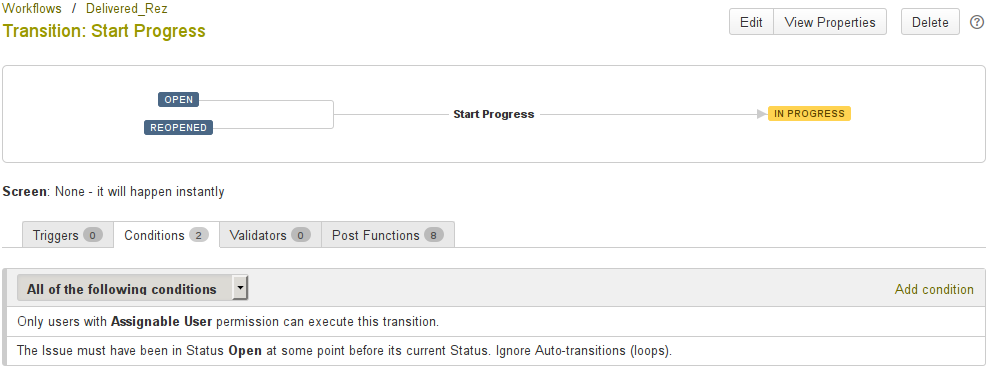 Workflows / Delivered_Rez
Transition: Start Progress
Edit View Properties Delete ?
OPEN
REOPENED
Start Progress
IN PROGRESS
Screen: None - it will happen instantly
Triggers 0 Conditions 2 Validators 0 Post Functions 8
All of the following conditions Add condition
Only users with Assignable User permission can execute this transition.
The Issue must have been in Status Open at some point before its current Status. Ignore Auto-transitions (loops).